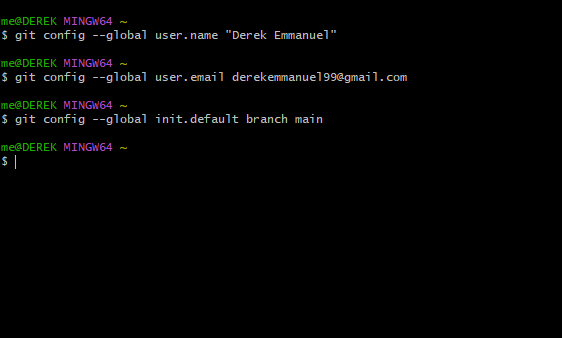 me@DEREK MINGW64 ~
$ git config --global user.name "Derek Emmanuel"
me@DEREK MINGW64 ~
$ git config --global user.email derekemmanuel99@gmail.com
me@DEREK MINGW64 ~
$ git config --global init.default branch main
me@DEREK MINGW64 ~
$